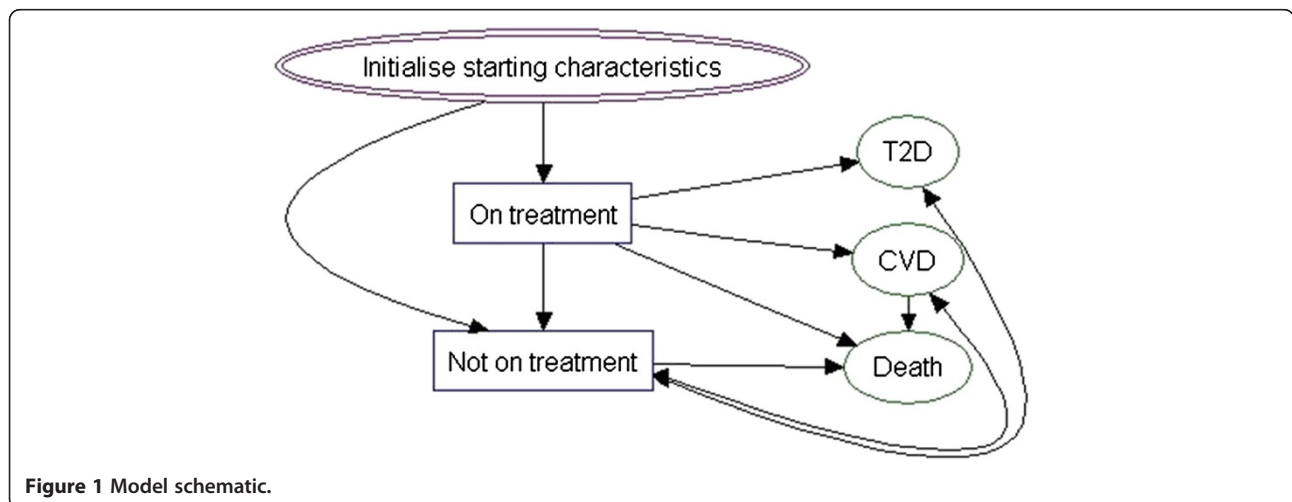 Initialise starting characteristics
T2D
On treatment
CVD
Not on treatment
Death
Figure 1 Model schematic.